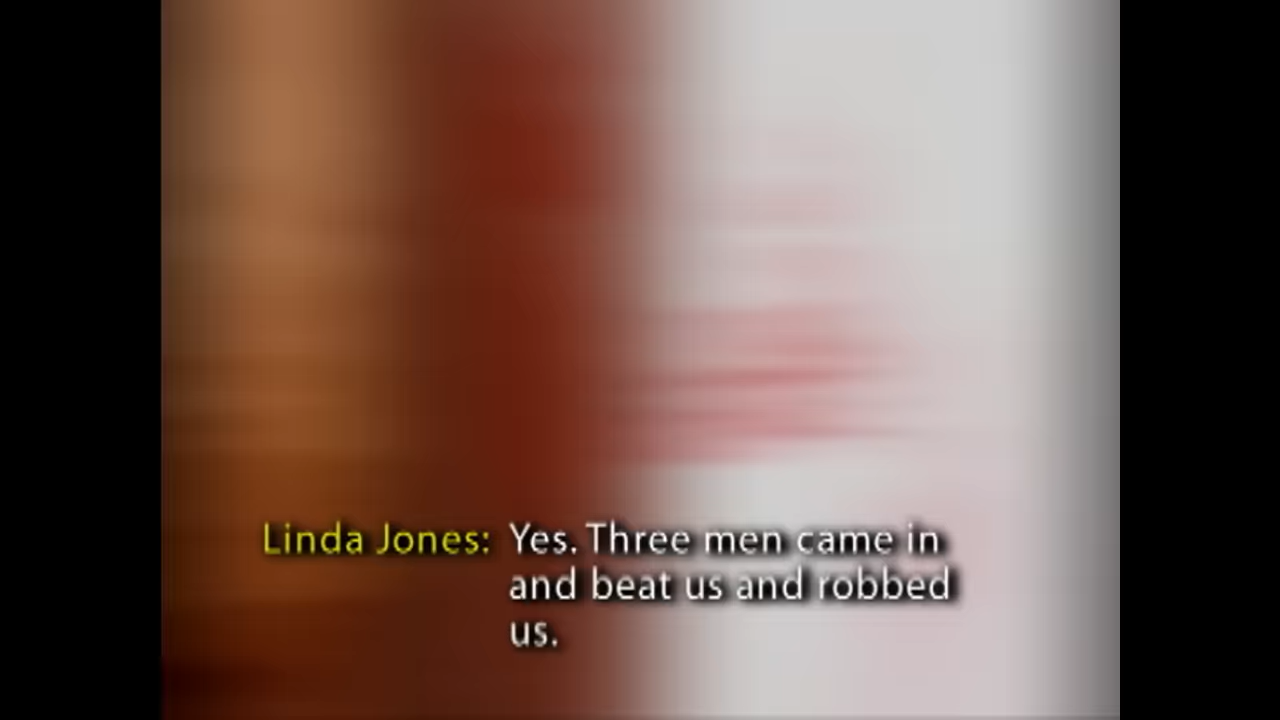 Linda Jones: Yes. Three men came in
and beat us and robbed
us.